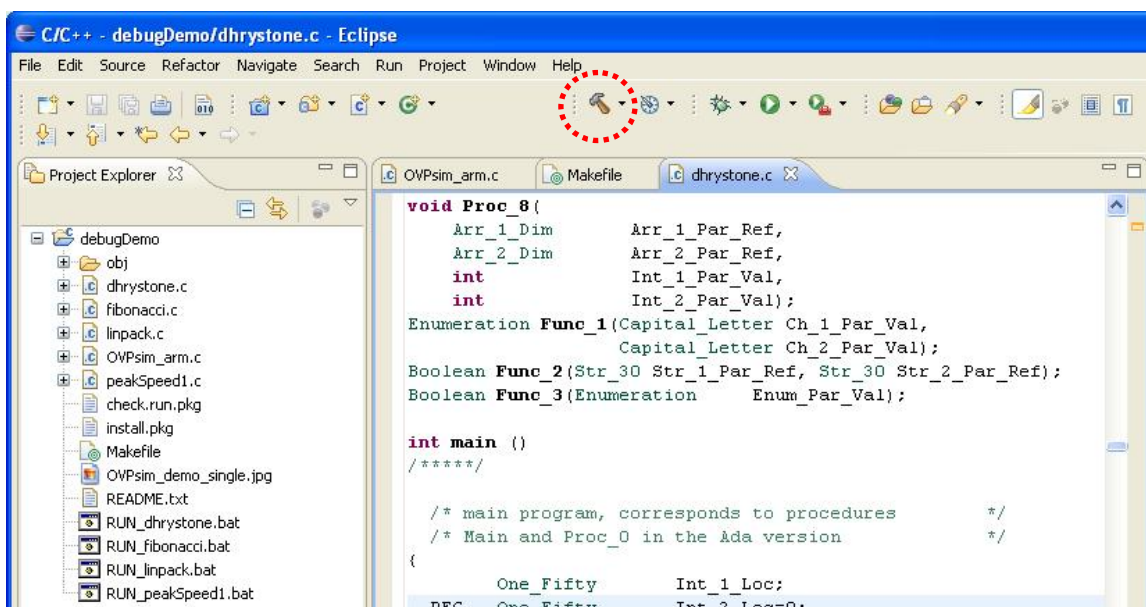 C/C++ - debugDemo/dhrystone.c - Eclipse
File Edit Source Refactor Navigate Search Run Project Window Help
Project Explorer
OVPsim_arm.c Makefile dhrystone.c
debugDemo
obj
dhrystone.c
fibonacci.c
linpack.c
OVPsim_arm.c
peakSpeed1.c
check.run.pkg
install.pkg
Makefile
OVPsim_demo_single.jpg
README.txt
RUN_dhrystone.bat
RUN_fibonacci.bat
RUN_linpack.bat
RUN_peakSpeed1.bat
void Proc_8(
Arr_1_Dim Arr_1_Par_Ref,
Arr_2_Dim Arr_2_Par_Ref,
int Int_1_Par_Val,
int Int_2_Par_Val);
Enumeration Func_1(Capital_Letter Ch_1_Par_Val,
Capital_Letter Ch_2_Par_Val);
Boolean Func_2(Str_30 Str_1_Par_Ref, Str_30 Str_2_Par_Ref);
Boolean Func_3(Enumeration Enum_Par_Val);
int main ()
/*****/
/* main program, corresponds to procedures */
/* Main and Proc_0 in the Ada version */
{
One_Fifty Int_1_Loc;
REG One_Fifty Int_2_Loc=0;